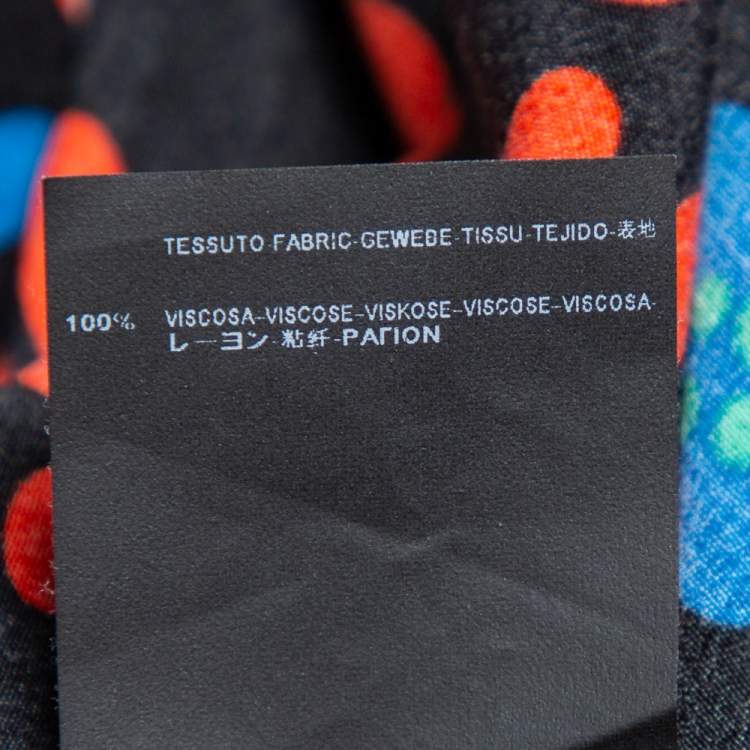 TESSUTO-FABRIC-GEWEBE-TISSU-TEJIDO-表地
100% VISCOSA-VISCOSE-VISKOSE-VISCOSE-VISCOSA-
レーヨン-粘纤-РАГІОН